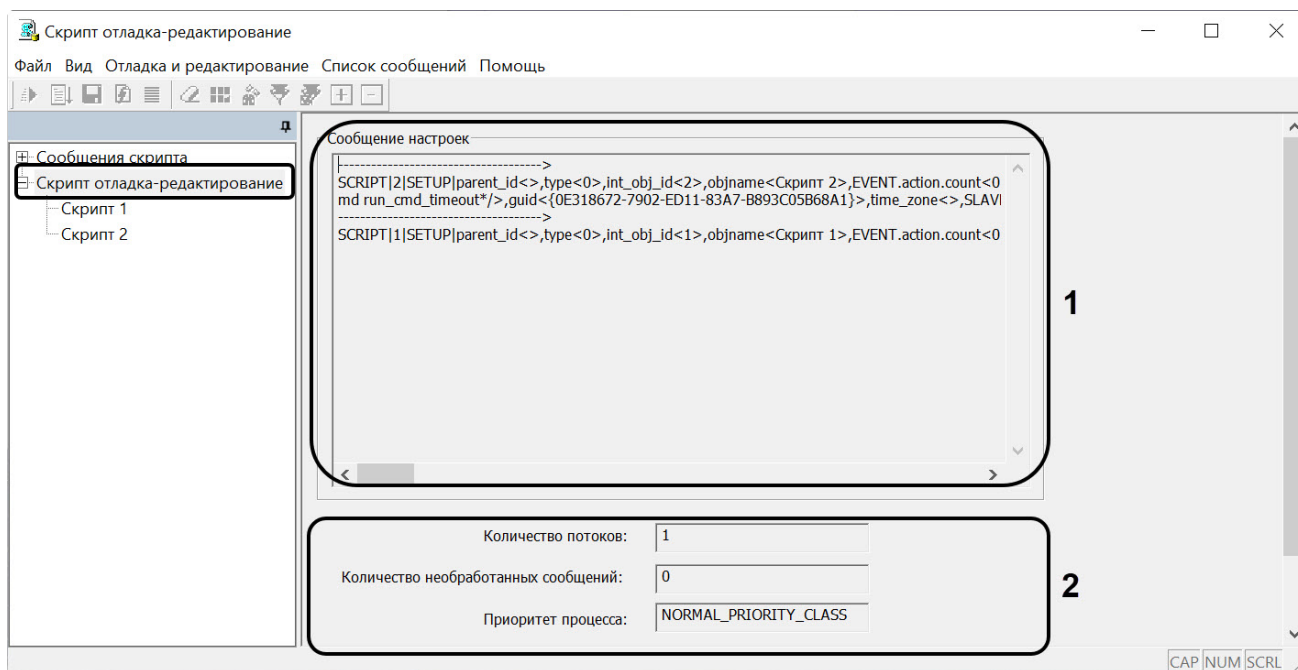 Скрипт отладка-редактирование
Файл Вид Отладка и редактирование Список сообщений Помощь
Сообщения скрипта
Скрипт отладка-редактирование
Скрипт 1
Скрипт 2
Сообщение настроек
----------------------------------->
SCRIPT|2|SETUP|parent_id<>,type<0>,int_obj_id<2>,objname<Скрипт 2>,EVENT.action.count<0
md run_cmd_timeout*/>,guid<{0E318672-7902-ED11-83A7-B893C05B68A1}>,time_zone<>,SLAVI
----------------------------------->
SCRIPT|1|SETUP|parent_id<>,type<0>,int_obj_id<1>,objname<Скрипт 1>,EVENT.action.count<0
1
Количество потоков: 1
Количество необработанных сообщений: 0
Приоритет процесса: NORMAL_PRIORITY_CLASS
2
CAP NUM SCRL